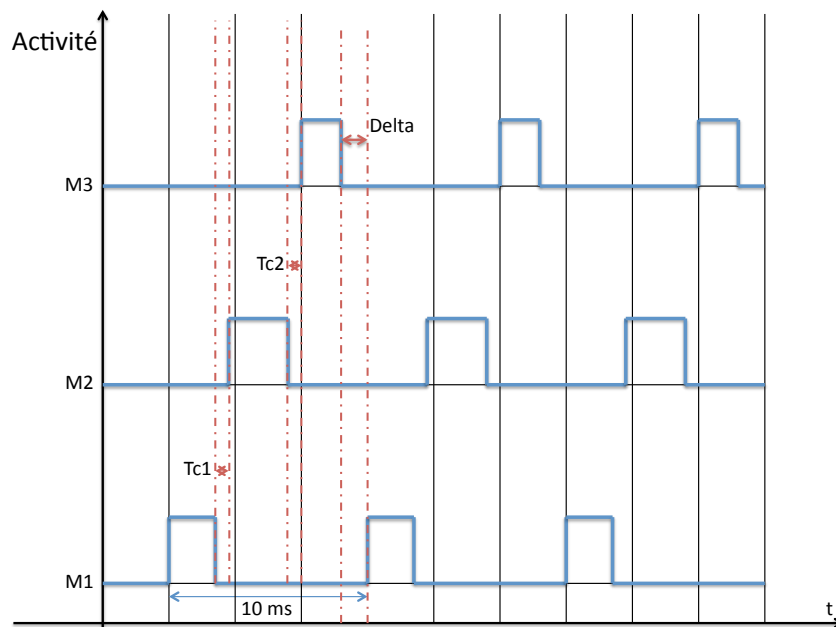 Activité
Delta
M3
Tc2
M2
Tc1
M1
10 ms
t